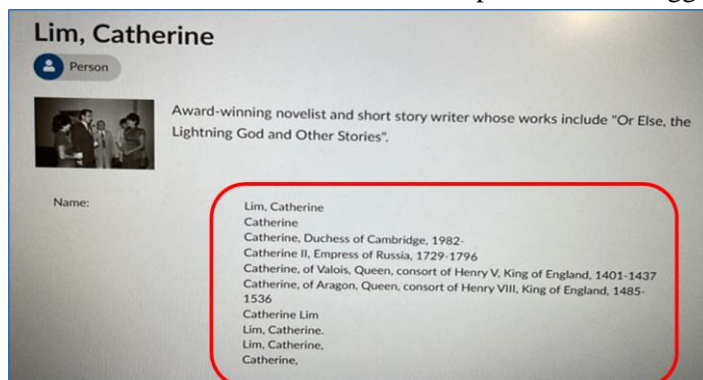 Lim, Catherine
Person
Award-winning novelist and short story writer whose works include "Or Else, the
Lightning God and Other Stories".
Name:
Lim, Catherine
Catherine
Catherine, Duchess of Cambridge, 1982-
Catherine II, Empress of Russia, 1729-1796
Catherine, of Valois, Queen, consort of Henry V, King of England, 1401-1437
Catherine, of Aragon, Queen, consort of Henry VIII, King of England, 1485-
1536
Catherine Lim
Lim, Catherine.
Lim, Catherine,
Catherine,